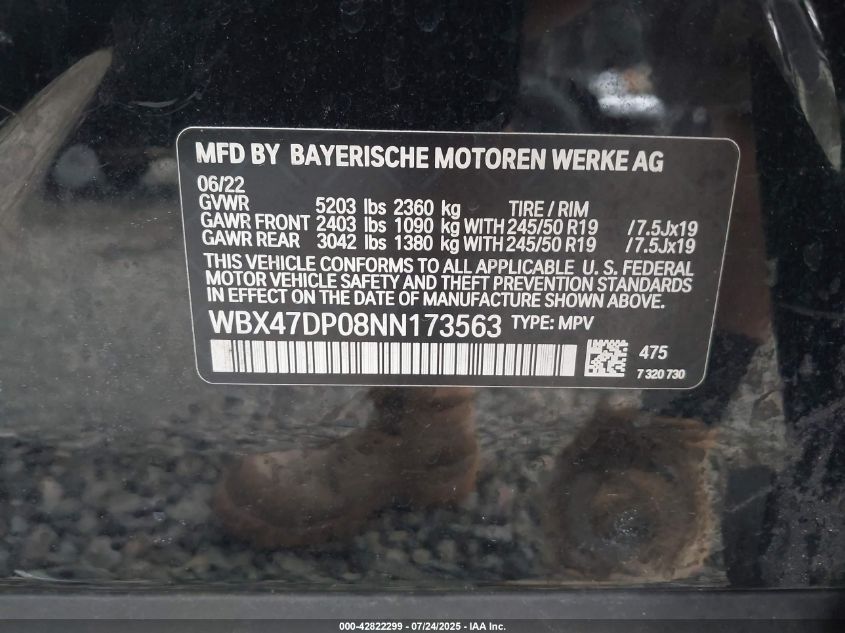 MFD BY BAYERISCHE MOTOREN WERKE AG
06/22
GVWR 5203 lbs 2360 kg TIRE / RIM
GAWR FRONT 2403 lbs 1090 kg WITH 245/50 R19 /7.5Jx19
GAWR REAR 3042 lbs 1380 kg WITH 245/50 R19 /7.5Jx19
THIS VEHICLE CONFORMS TO ALL APPLICABLE U. S. FEDERAL
MOTOR VEHICLE SAFETY AND THEFT PREVENTION STANDARDS
IN EFFECT ON THE DATE OF MANUFACTURE SHOWN ABOVE.
WBX47DP08NN173563 TYPE: MPV
475
7 320 730
000-42822299 - 07/24/2025 - IAA Inc.